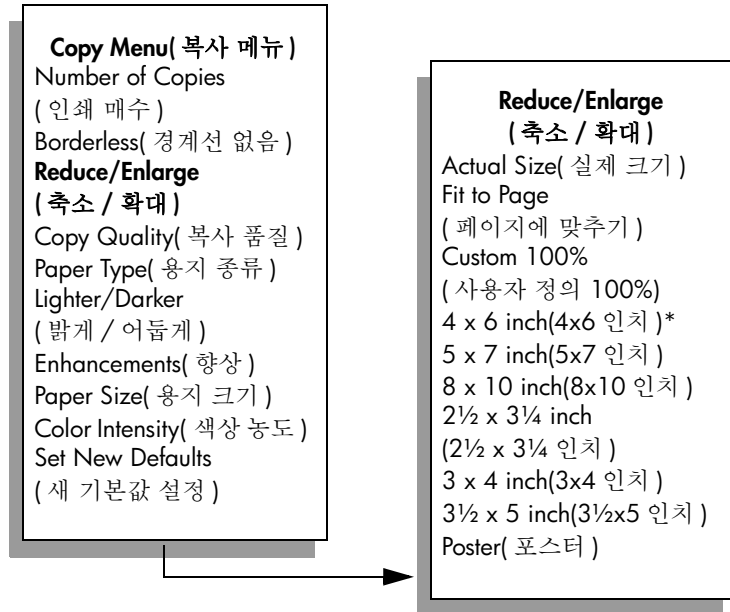 Copy Menu( 복사 메뉴 )
Number of Copies
( 인쇄 매수 )
Borderless( 경계선 없음 )
Reduce/Enlarge
( 축소 / 확대 )
Copy Quality( 복사 품질 )
Paper Type( 용지 종류 )
Lighter/Darker
( 밝게 / 어둡게 )
Enhancements( 향상 )
Paper Size( 용지 크기 )
Color Intensity( 색상 농도 )
Set New Defaults
( 새 기본값 설정 )
Reduce/Enlarge
( 축소 / 확대 )
Actual Size( 실제 크기 )
Fit to Page
( 페이지에 맞추기 )
Custom 100%
( 사용자 정의 100%)
4 x 6 inch(4x6 인치 )*
5 x 7 inch(5x7 인치 )
8 x 10 inch(8x10 인치 )
2½ x 3¼ inch
(2½ x 3¼ 인치 )
3 x 4 inch(3x4 인치 )
3½ x 5 inch(3½x5 인치 )
Poster( 포스터 )